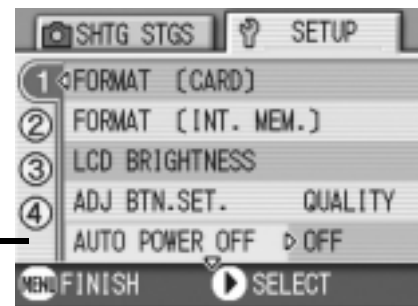 SHTG STGS SETUP
1 FORMAT [CARD]
2 FORMAT [INT. MEM.]
3 LCD BRIGHTNESS
4 ADJ BTN.SET. QUALITY
AUTO POWER OFF OFF
MENU FINISH SELECT